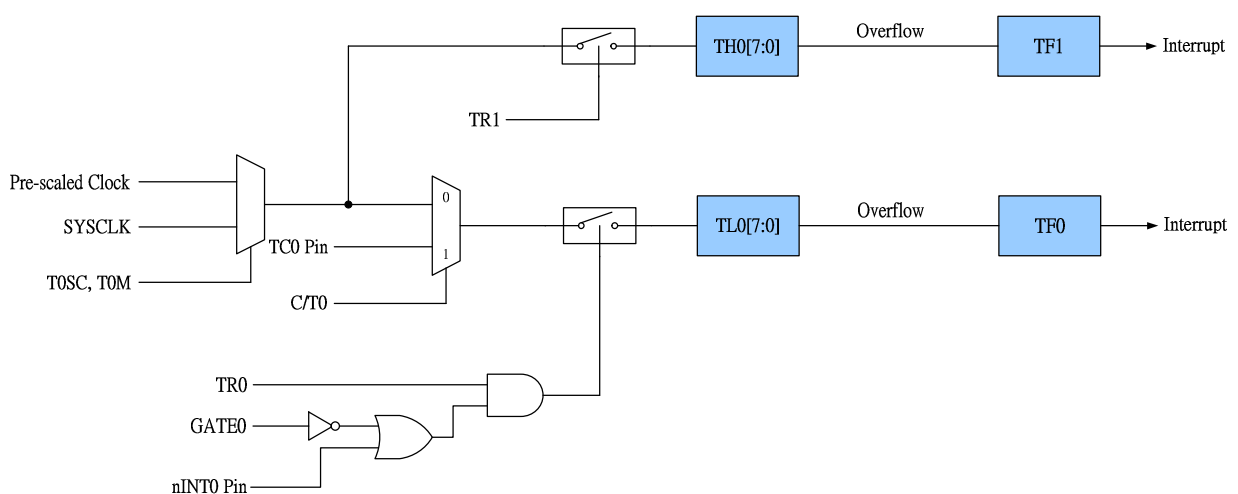 TH0[7:0]
Overflow
TF1
Interrupt
TR1
Pre-scaled Clock
0
SYSCLK
TC0 Pin
TL0[7:0]
Overflow
TF0
Interrupt
1
T0SC, T0M
C/T0
TR0
GATE0
nINT0 Pin